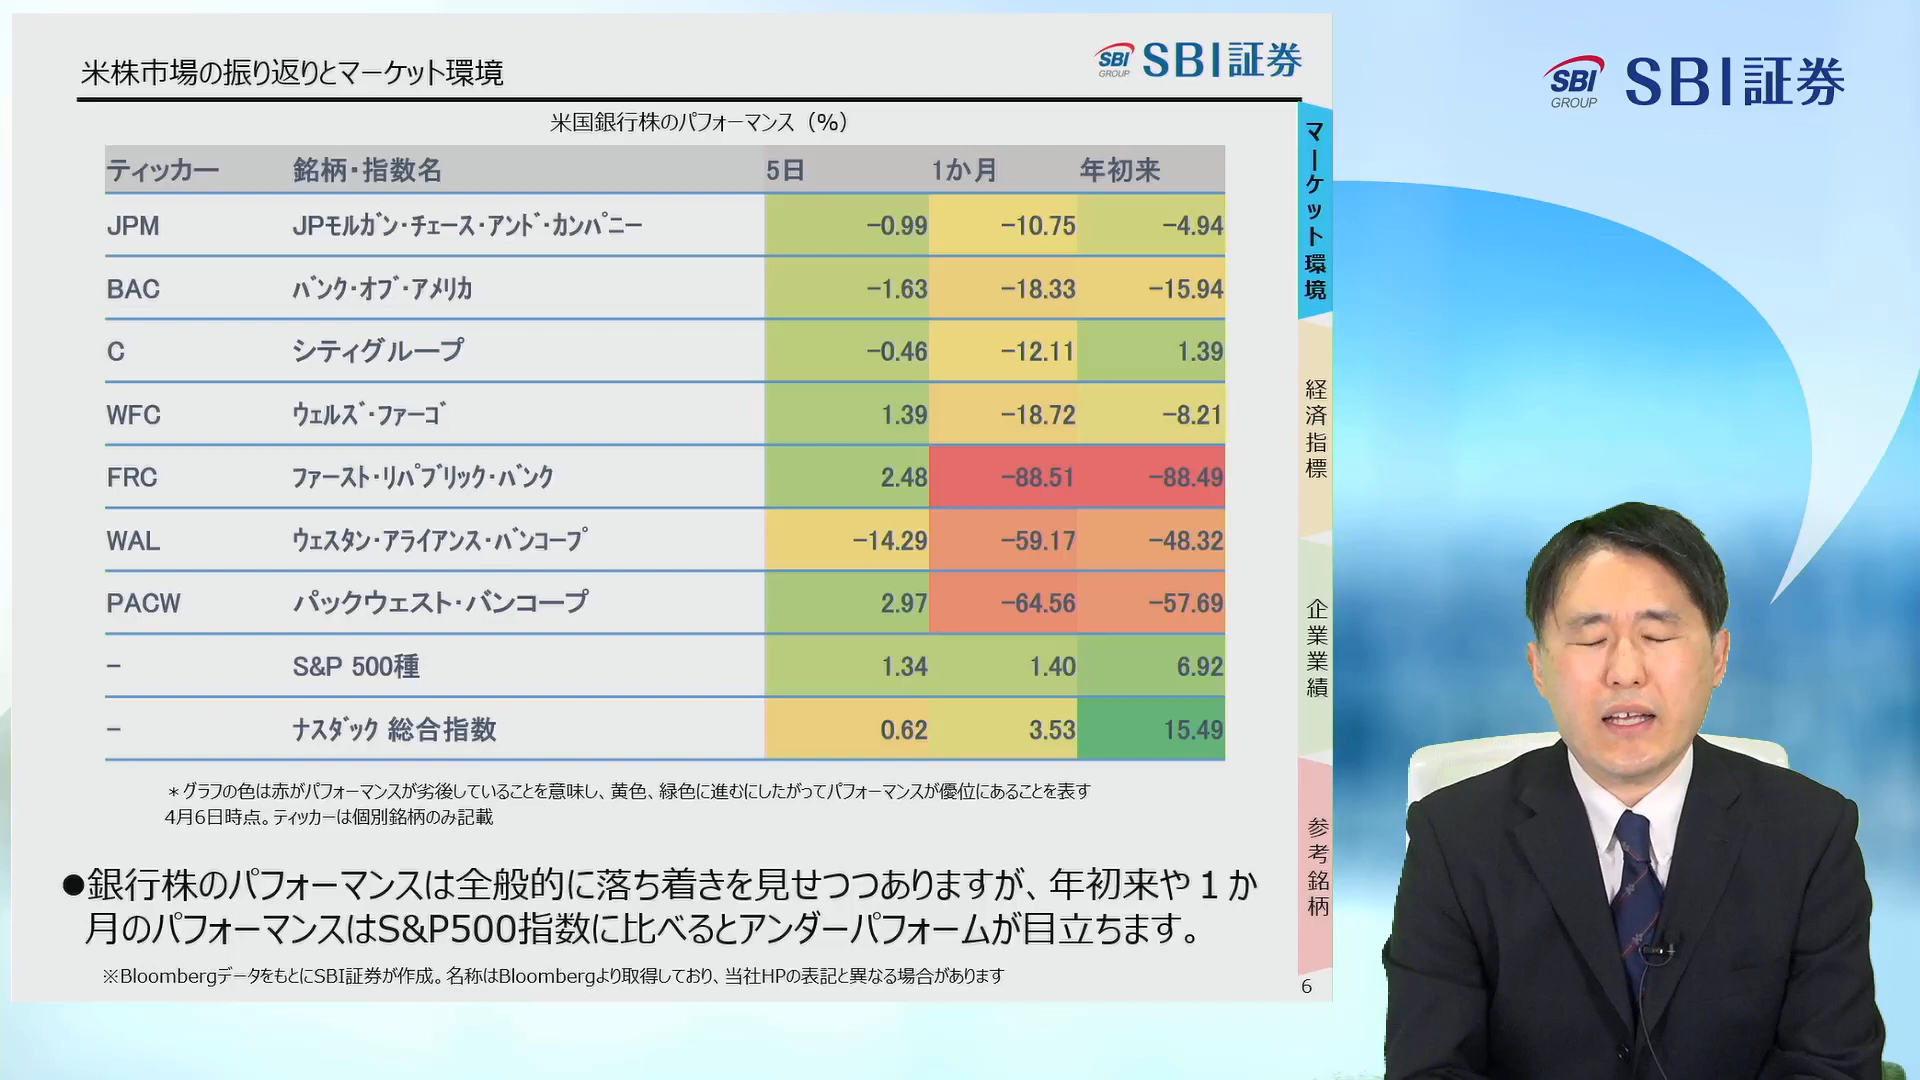 米株市場の振り返りとマーケット環境
SBI GROUP SBI証券
SBI GROUP SBI証券
米国銀行株のパフォーマンス（%）
ティッカー 銘柄・指数名 5日 1か月 年初来
JPM JPﾓﾙｶﾞﾝ・ﾁｪｰｽ・ｱﾝﾄﾞ・ｶﾝﾊﾟﾆｰ −0.99 −10.75 −4.94
BAC ﾊﾞﾝｸ・ｵﾌﾞ・ｱﾒﾘｶ −1.63 −18.33 −15.94
C シティグループ −0.46 −12.11 1.39
WFC ｳｪﾙｽﾞ・ﾌｧｰｺﾞ 1.39 −18.72 −8.21
FRC ﾌｧｰｽﾄ・ﾘﾊﾟﾌﾞﾘｯｸ・ﾊﾞﾝｸ 2.48 −88.51 −88.49
WAL ｳｪｽﾀﾝ・ｱﾗｲｱﾝｽ・ﾊﾞﾝｺｰﾌﾟ −14.29 −59.17 −48.32
PACW パックウェスト・バンコープ 2.97 −64.56 −57.69
− S&P 500種 1.34 1.40 6.92
− ﾅｽﾀﾞｯｸ 総合指数 0.62 3.53 15.49
＊グラフの色は赤がパフォーマンスが劣後していることを意味し、黄色、緑色に進むにしたがってパフォーマンスが優位にあることを表す
4月6日時点。ティッカーは個別銘柄のみ記載
●銀行株のパフォーマンスは全般的に落ち着きを見せつつありますが、年初来や１か
月のパフォーマンスはS&P500指数に比べるとアンダーパフォームが目立ちます。
※BloombergデータをもとにSBI証券が作成。名称はBloombergより取得しており、当社HPの表記と異なる場合があります
6
マーケット環境
経済指標
企業業績
参考銘柄